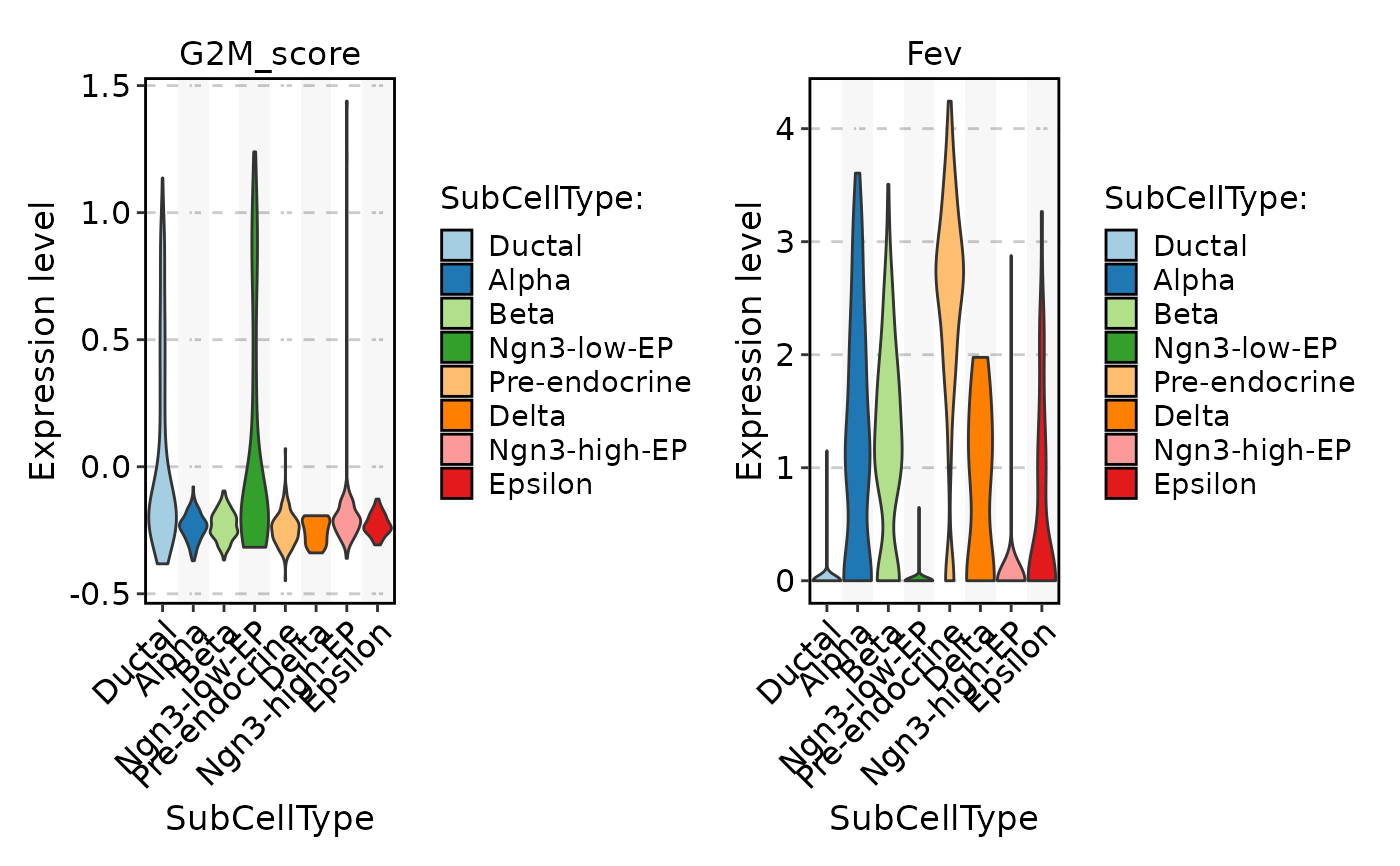 G2M_score
Expression level
1.5
1.0
0.5
0.0
-0.5
Ductal
Alpha
Beta
Ngn3-low-EP
Pre-endocrine
Delta
Ngn3-high-EP
Epsilon
SubCellType
SubCellType:
Ductal
Alpha
Beta
Ngn3-low-EP
Pre-endocrine
Delta
Ngn3-high-EP
Epsilon
Fev
Expression level
4
3
2
1
0
Ductal
Alpha
Beta
Ngn3-low-EP
Pre-endocrine
Delta
Ngn3-high-EP
Epsilon
SubCellType
SubCellType:
Ductal
Alpha
Beta
Ngn3-low-EP
Pre-endocrine
Delta
Ngn3-high-EP
Epsilon